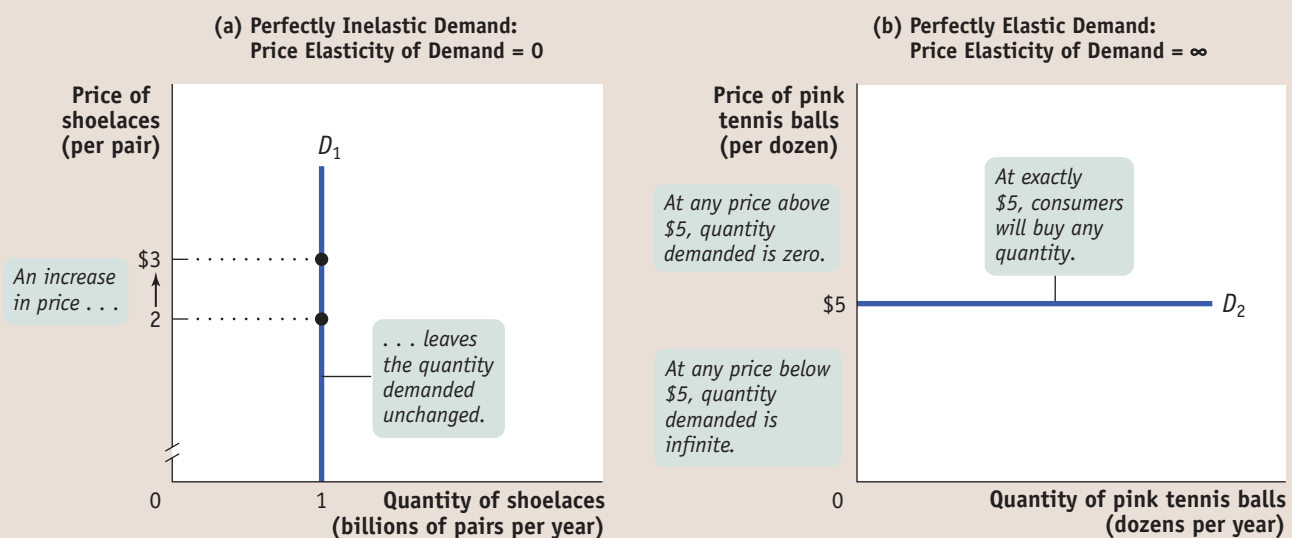 (a) Perfectly Inelastic Demand:
Price Elasticity of Demand = 0
Price of
shoelaces
(per pair)
D1
$3
2
An increase
in price . . .
. . . leaves
the quantity
demanded
unchanged.
0
1
Quantity of shoelaces
(billions of pairs per year)
(b) Perfectly Elastic Demand:
Price Elasticity of Demand = ∞
Price of pink
tennis balls
(per dozen)
At any price above
$5, quantity
demanded is zero.
At exactly
$5, consumers
will buy any
quantity.
$5
D2
At any price below
$5, quantity
demanded is
infinite.
0
Quantity of pink tennis balls
(dozens per year)